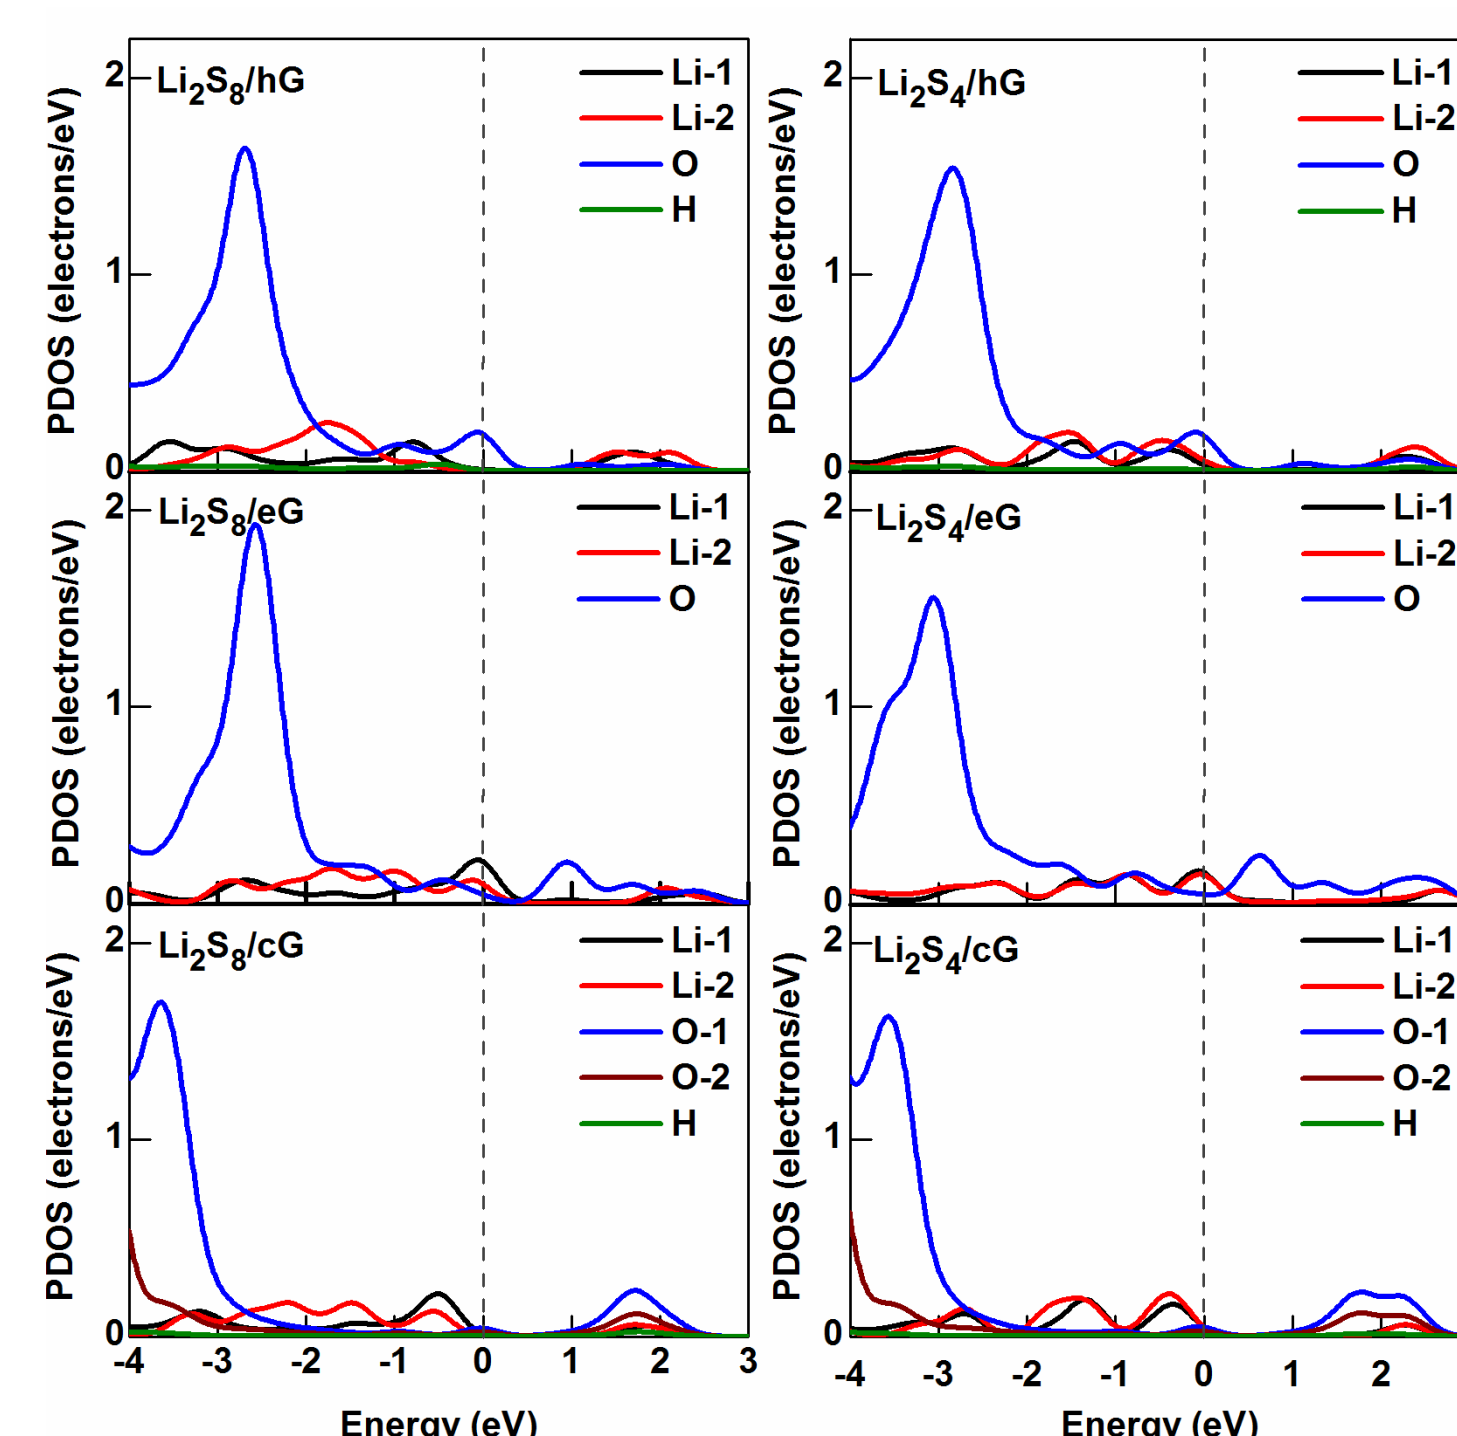 Li2S8/hG
Li-1
Li-2
O
H
2
1
0
PDOS (electrons/eV)
Li2S4/hG
Li-1
Li-2
O
H
2
1
0
PDOS (electrons/eV)
Li2S8/eG
Li-1
Li-2
O
2
1
0
PDOS (electrons/eV)
Li2S4/eG
Li-1
Li-2
O
2
1
0
PDOS (electrons/eV)
Li2S8/cG
Li-1
Li-2
O-1
O-2
H
2
1
0
PDOS (electrons/eV)
-4 -3 -2 -1 0 1 2 3
Energy (eV)
Li2S4/cG
Li-1
Li-2
O-1
O-2
H
2
1
0
PDOS (electrons/eV)
-4 -3 -2 -1 0 1 2
Energy (eV)